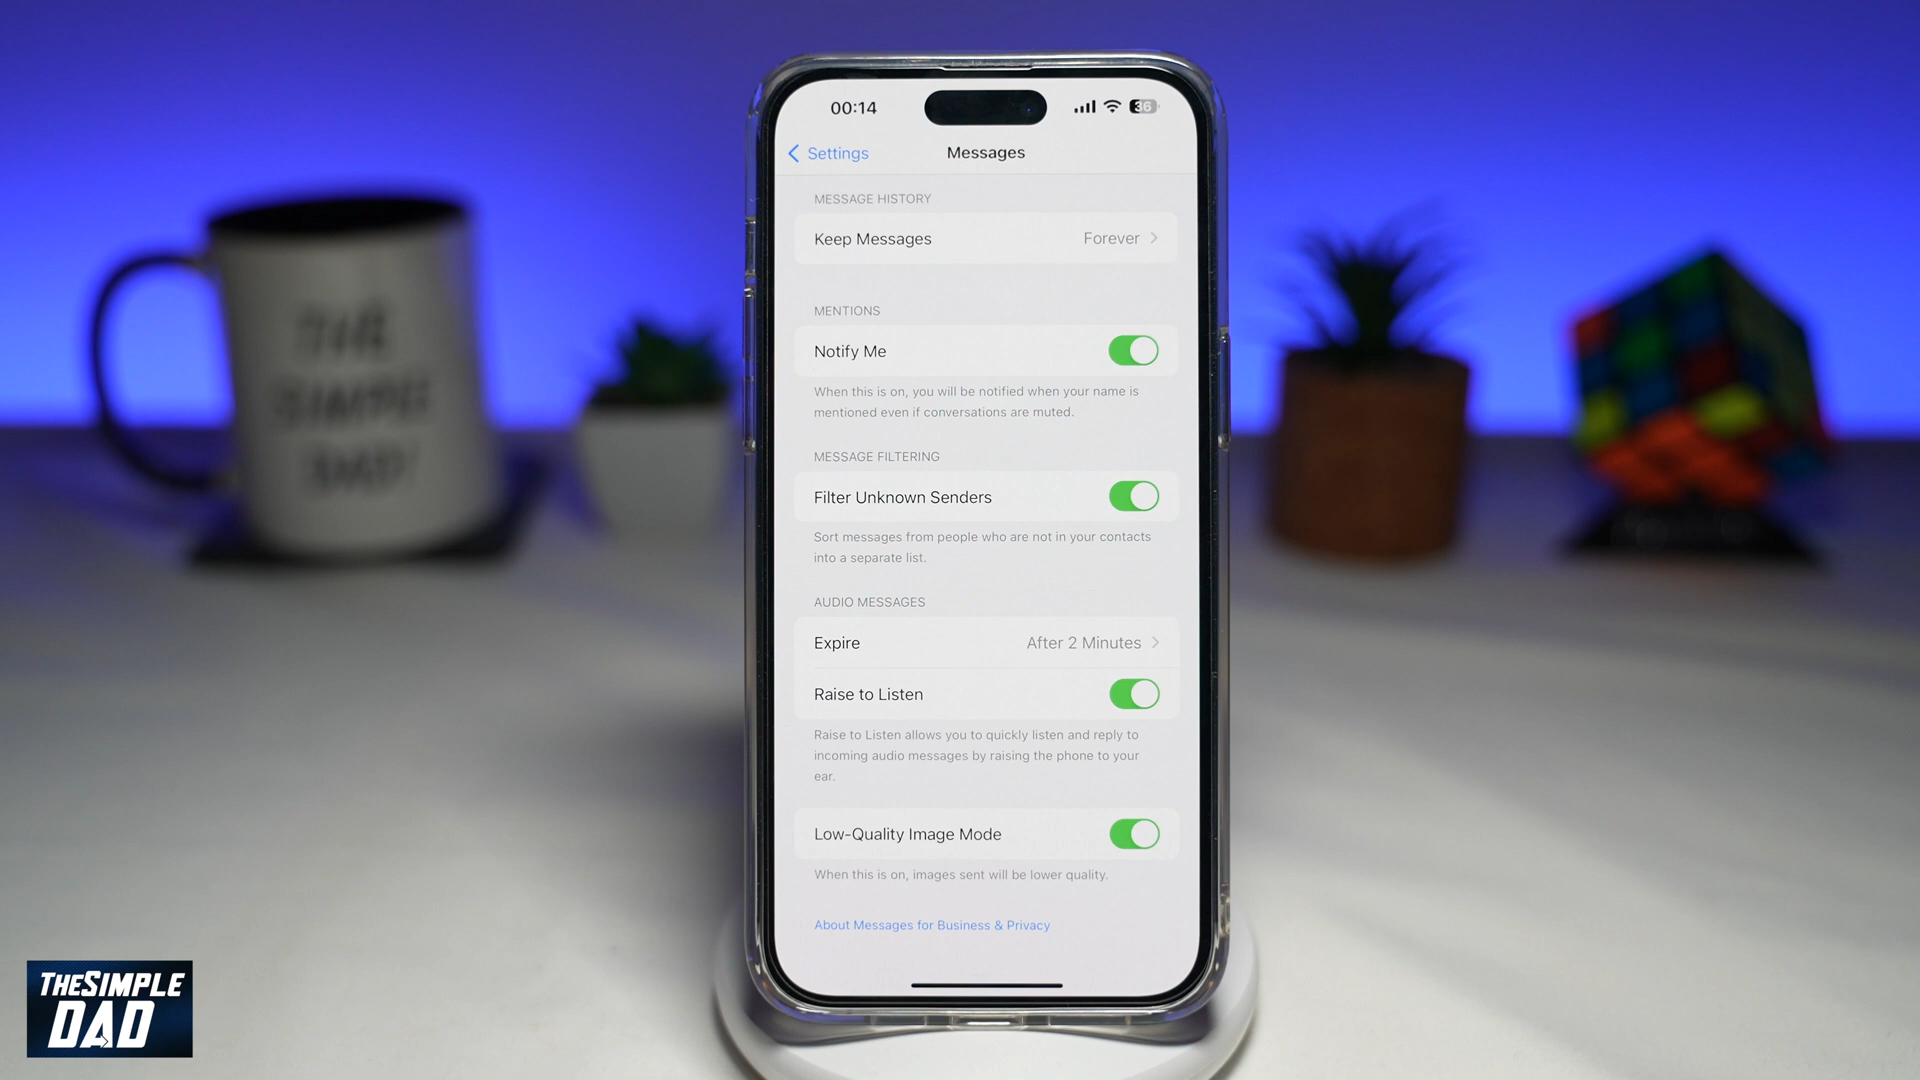 00:14
36
Settings
Messages
MESSAGE HISTORY
Keep Messages
Forever
MENTIONS
Notify Me
When this is on, you will be notified when your name is
mentioned even if conversations are muted.
MESSAGE FILTERING
Filter Unknown Senders
Sort messages from people who are not in your contacts
into a separate list.
AUDIO MESSAGES
Expire
After 2 Minutes
Raise to Listen
Raise to Listen allows you to quickly listen and reply to
incoming audio messages by raising the phone to your
ear.
Low-Quality Image Mode
When this is on, images sent will be lower quality.
About Messages for Business & Privacy
THE
SIMPLE
DAD
THESIMPLE
DAD